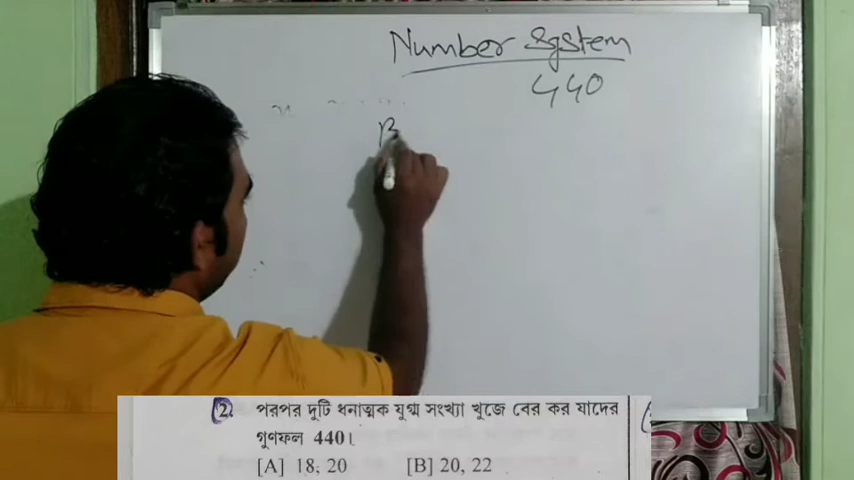 Number System
440
B
(2.
পরপর দুটি ধনাত্মক যুগ্ম সংখ্যা খুজে বের কর যাদের
গুণফল 440।
[A] 18, 20 [B] 20, 22